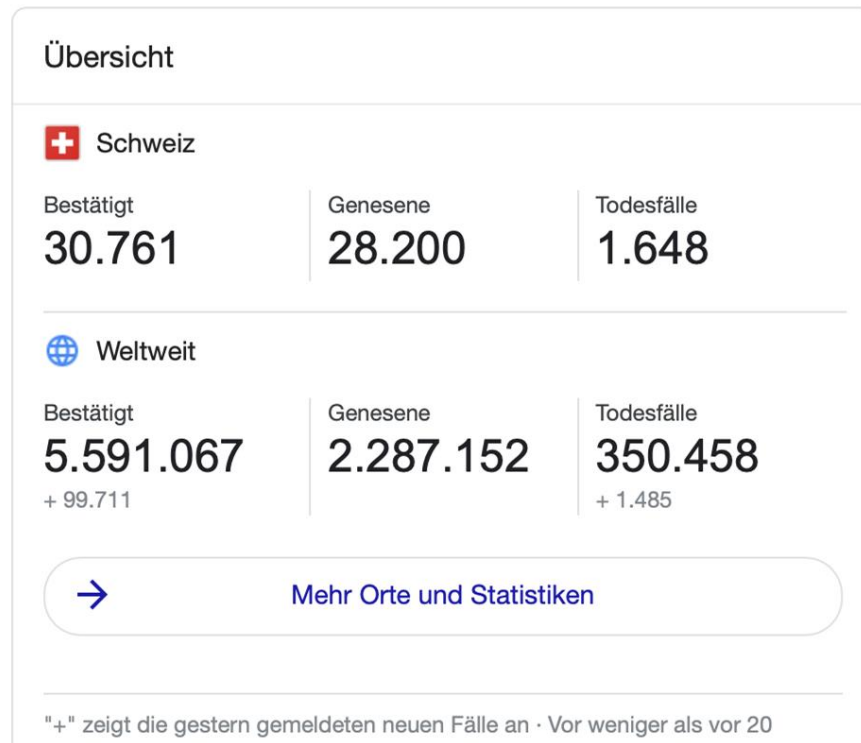 Übersicht
Schweiz
Bestätigt Genesene Todesfälle
30.761 28.200 1.648
Weltweit
Bestätigt Genesene Todesfälle
5.591.067 2.287.152 350.458
+ 99.711 + 1.485
Mehr Orte und Statistiken
"+" zeigt die gestern gemeldeten neuen Fälle an · Vor weniger als vor 20